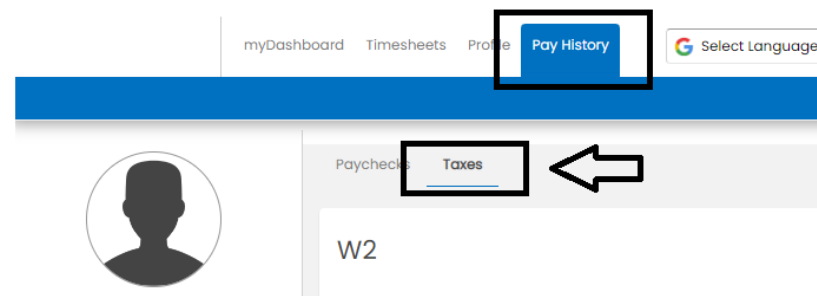 myDashboard Timesheets Profile Pay History Select Language
Paychecks Taxes
W2